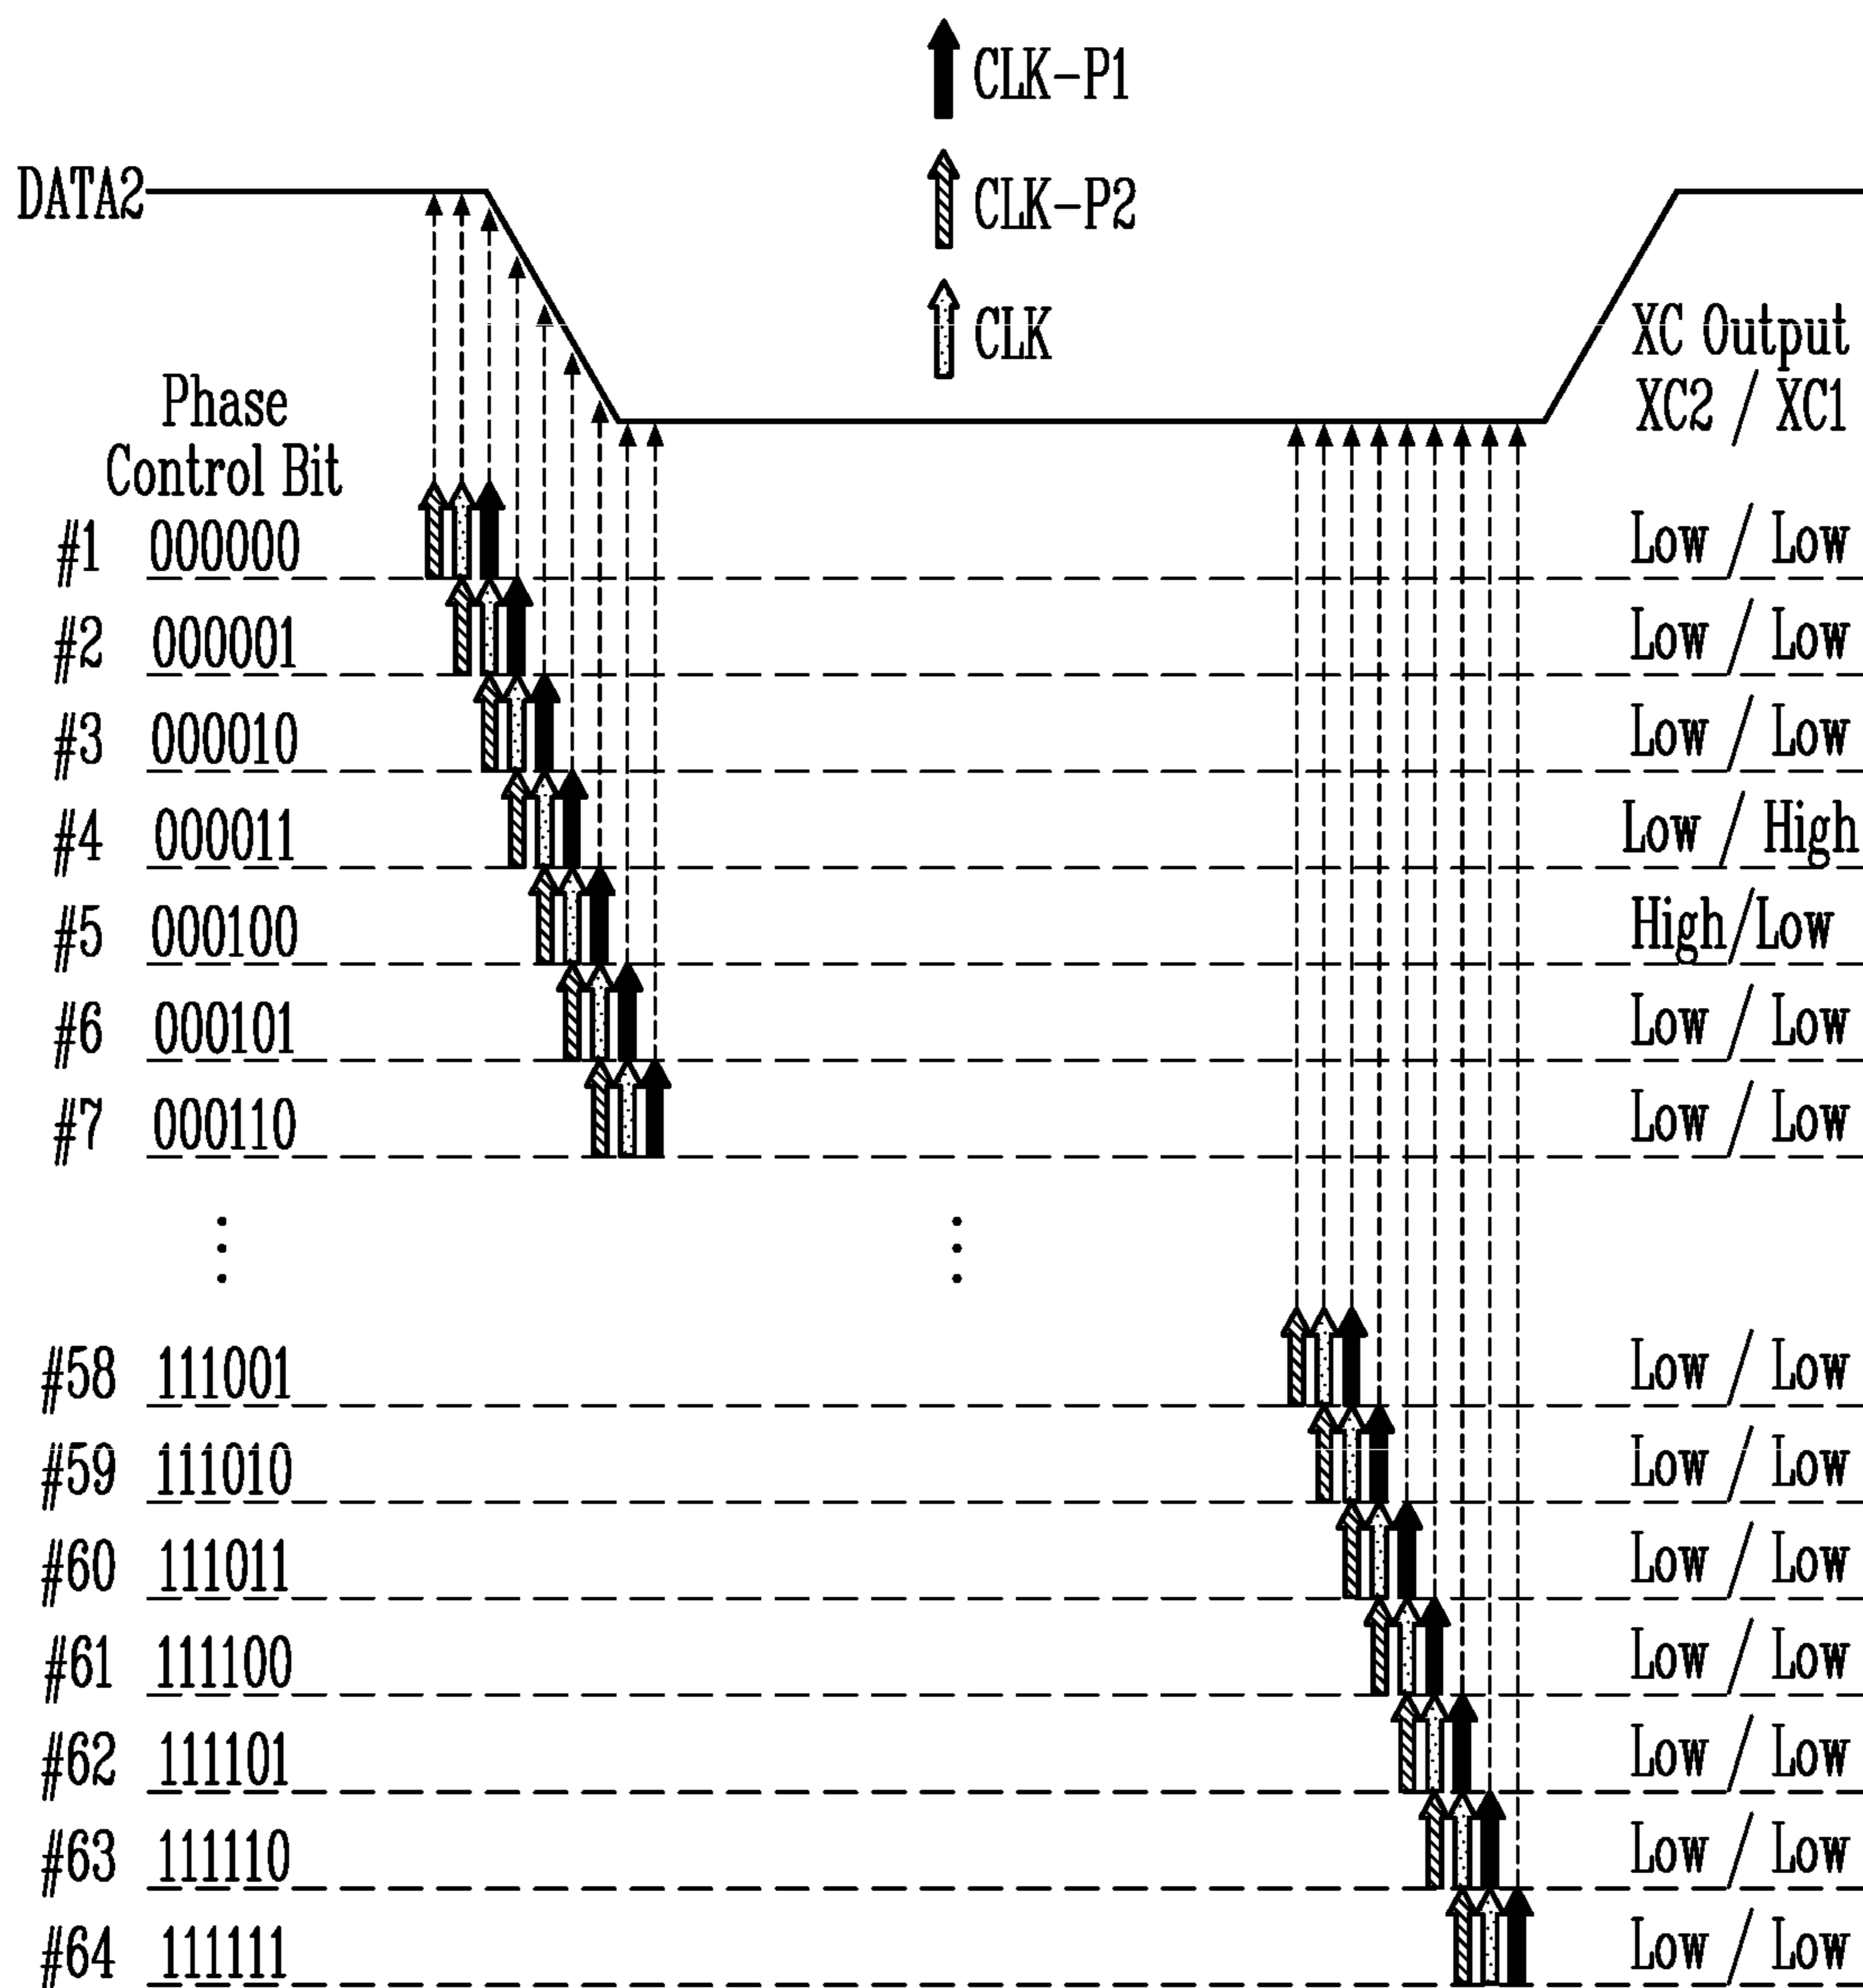 CLK-P1
DATA2
CLK-P2
CLK
XC Output
XC2 / XC1
Phase
Control Bit
#1 000000 Low / Low
#2 000001 Low / Low
#3 000010 Low / Low
#4 000011 Low / High
#5 000100 High/Low
#6 000101 Low / Low
#7 000110 Low / Low
#58 111001 Low / Low
#59 111010 Low / Low
#60 111011 Low / Low
#61 111100 Low / Low
#62 111101 Low / Low
#63 111110 Low / Low
#64 111111 Low / Low